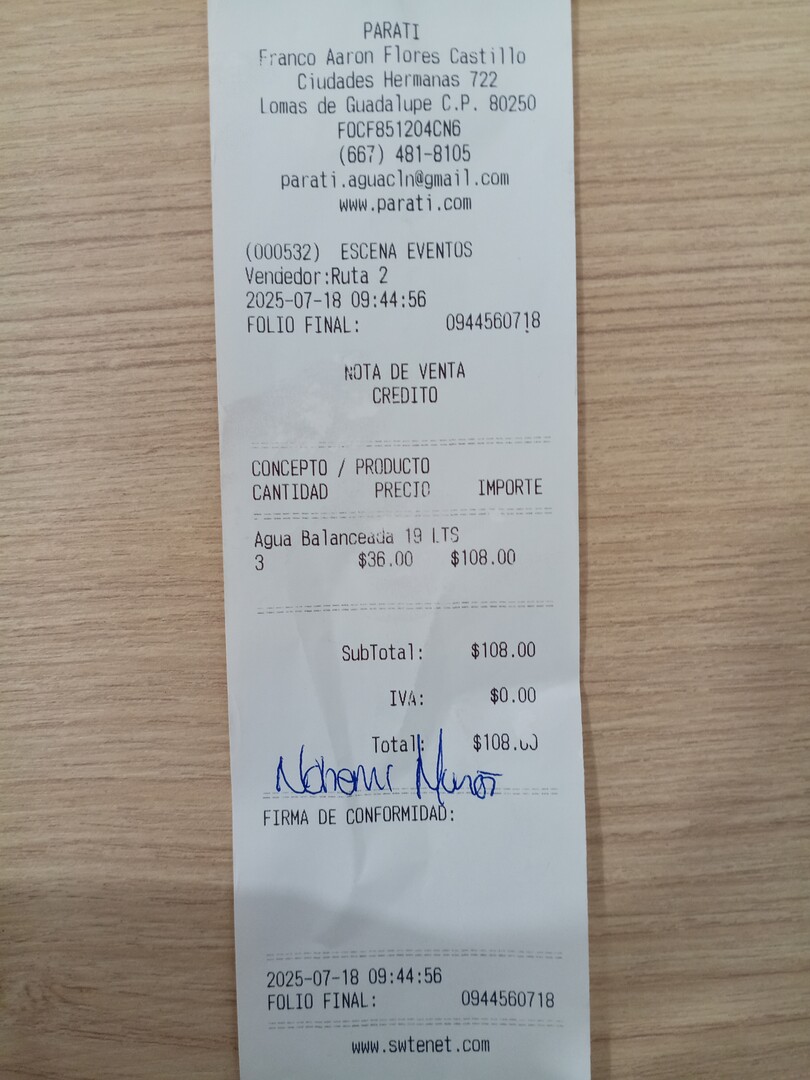 PARATI
Franco Aaron Flores Castillo
Ciudades Hermanas 722
Lomas de Guadalupe C.P. 80250
FOCF851204CN6
(667) 481-8105
parati.aguacln@gmail.com
www.parati.com
(000532) ESCENA EVENTOS
Vendedor:Ruta 2
2025-07-18 09:44:56
FOLIO FINAL: 0944560718
NOTA DE VENTA
CREDITO
CONCEPTO / PRODUCTO
CANTIDAD PRECIO IMPORTE
Agua Balanceada 19 LTS
3 $36.00 $108.00
SubTotal: $108.00
IVA: $0.00
Total: $108.00
FIRMA DE CONFORMIDAD:
2025-07-18 09:44:56
FOLIO FINAL: 0944560718
www.swtenet.com